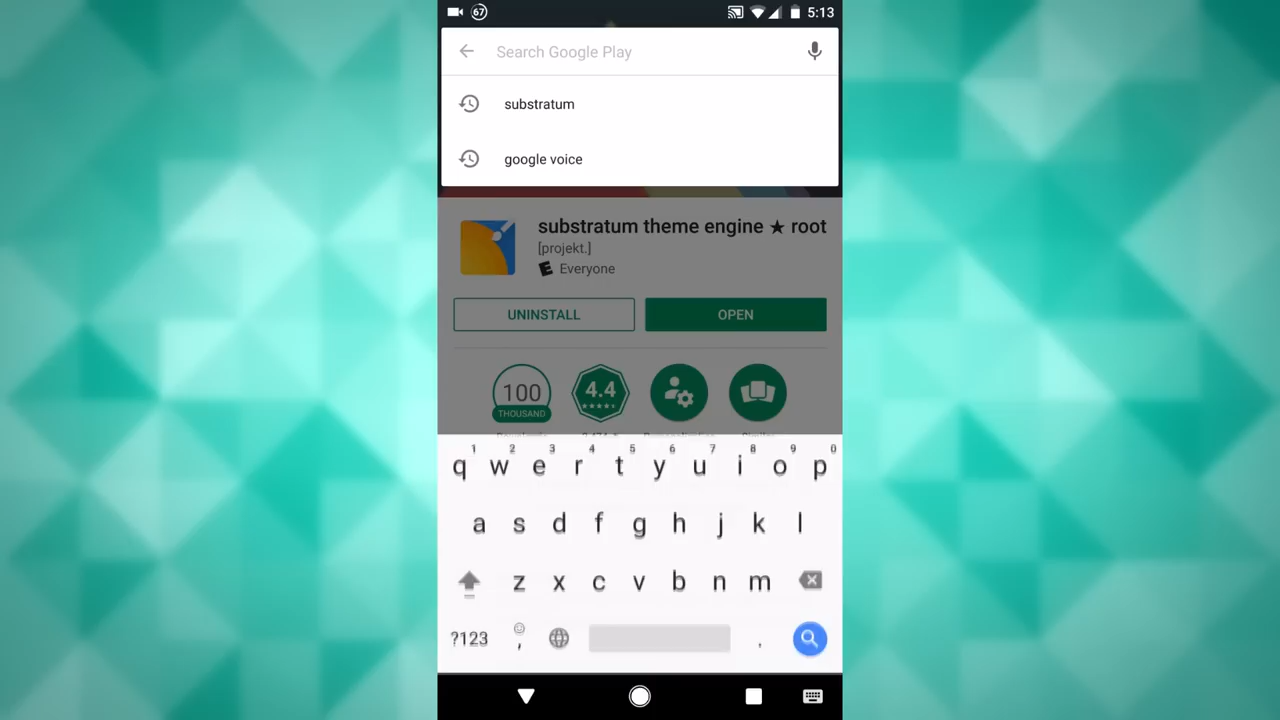 67
5:13
Search Google Play
substratum
google voice
substratum theme engine ★ root
[projekt.]
E Everyone
UNINSTALL
OPEN
100
THOUSAND
4.4
1 2 3 4 5 6 7 8 9 0
q w e r t y u i o p
a s d f g h j k l
z x c v b n m
?123 , .